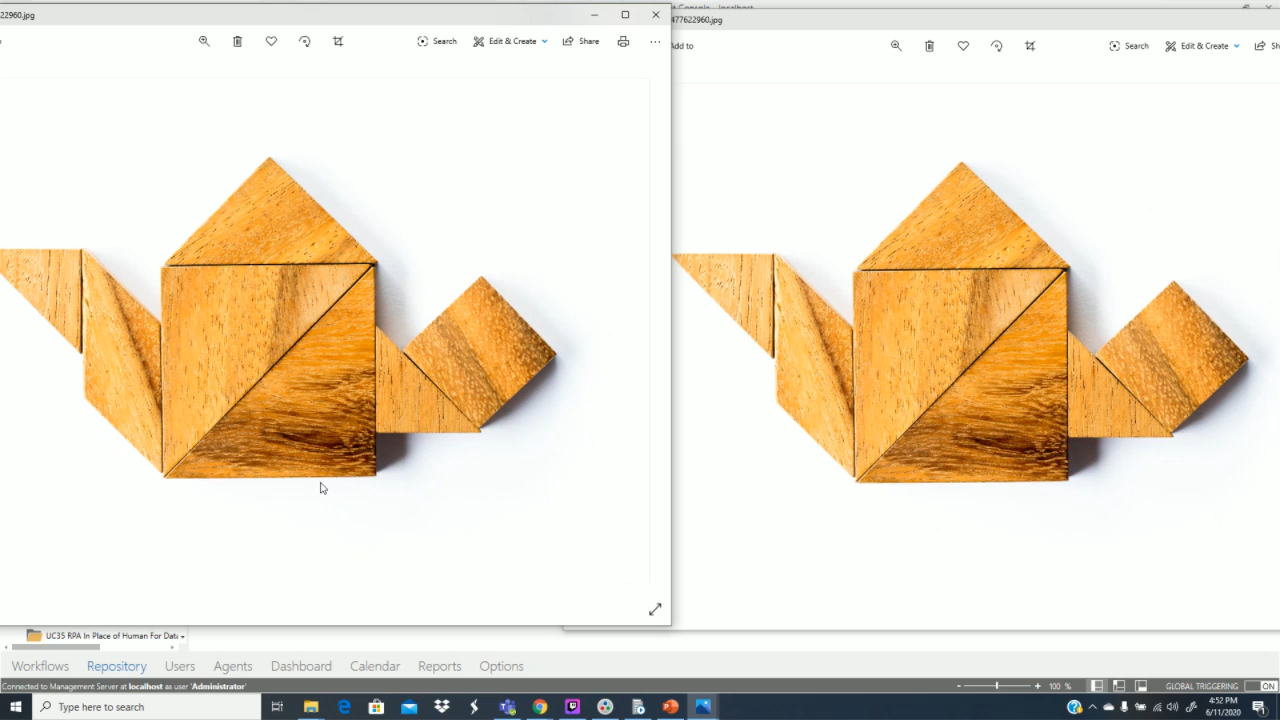 22960.jpg
Search
Edit & Create
Share
477622960.jpg
Add to
Search
Edit & Create
Sh
UC35 RPA In Place of Human For Data
Workflows Repository Users Agents Dashboard Calendar Reports Options
Connected to Management Server at localhost as user 'Administrator'
100 %
GLOBAL TRIGGERING
ON
Type here to search
4:52 PM
6/11/2020